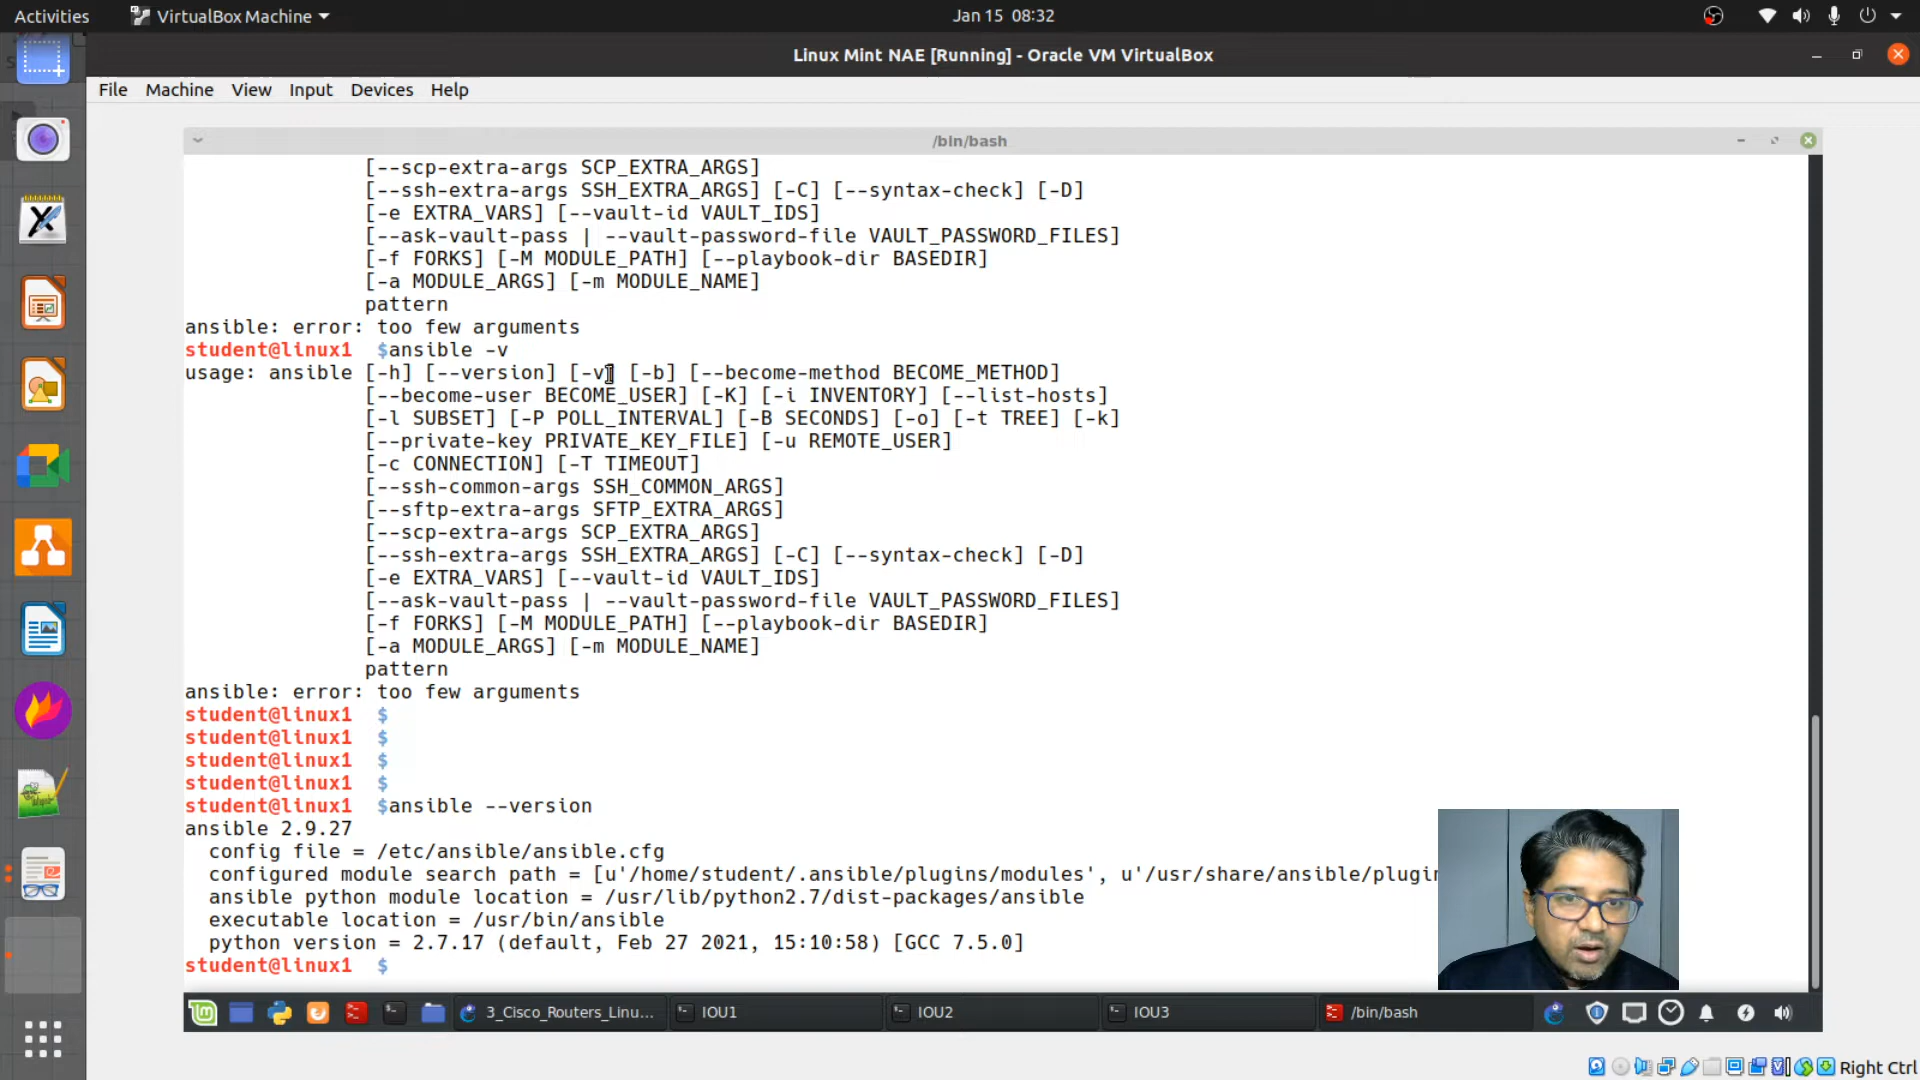 Activities VirtualBox Machine Jan 15 08:32
Linux Mint NAE [Running] - Oracle VM VirtualBox
File Machine View Input Devices Help
/bin/bash
[--scp-extra-args SCP_EXTRA_ARGS]
[--ssh-extra-args SSH_EXTRA_ARGS] [-C] [--syntax-check] [-D]
[-e EXTRA_VARS] [--vault-id VAULT_IDS]
[--ask-vault-pass | --vault-password-file VAULT_PASSWORD_FILES]
[-f FORKS] [-M MODULE_PATH] [--playbook-dir BASEDIR]
[-a MODULE_ARGS] [-m MODULE_NAME]
pattern
ansible: error: too few arguments
student@linux1 $ansible -v
usage: ansible [-h] [--version] [-v] [-b] [--become-method BECOME_METHOD]
[--become-user BECOME_USER] [-K] [-i INVENTORY] [--list-hosts]
[-l SUBSET] [-P POLL_INTERVAL] [-B SECONDS] [-o] [-t TREE] [-k]
[--private-key PRIVATE_KEY_FILE] [-u REMOTE_USER]
[-c CONNECTION] [-T TIMEOUT]
[--ssh-common-args SSH_COMMON_ARGS]
[--sftp-extra-args SFTP_EXTRA_ARGS]
[--scp-extra-args SCP_EXTRA_ARGS]
[--ssh-extra-args SSH_EXTRA_ARGS] [-C] [--syntax-check] [-D]
[-e EXTRA_VARS] [--vault-id VAULT_IDS]
[--ask-vault-pass | --vault-password-file VAULT_PASSWORD_FILES]
[-f FORKS] [-M MODULE_PATH] [--playbook-dir BASEDIR]
[-a MODULE_ARGS] [-m MODULE_NAME]
pattern
ansible: error: too few arguments
student@linux1 $
student@linux1 $
student@linux1 $
student@linux1 $
student@linux1 $ansible --version
ansible 2.9.27
config file = /etc/ansible/ansible.cfg
configured module search path = [u'/home/student/.ansible/plugins/modules', u'/usr/share/ansible/plugin
ansible python module location = /usr/lib/python2.7/dist-packages/ansible
executable location = /usr/bin/ansible
python version = 2.7.17 (default, Feb 27 2021, 15:10:58) [GCC 7.5.0]
student@linux1 $
3_Cisco_Routers_Linu... IOU1 IOU2 IOU3 /bin/bash
Right Ctrl